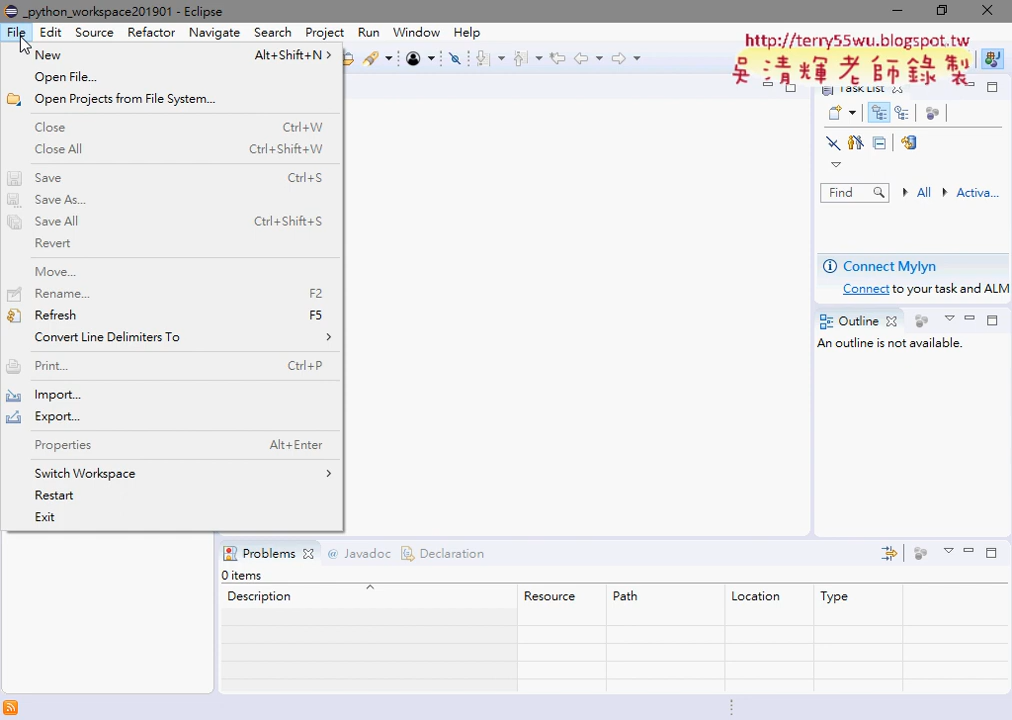 _python_workspace201901 - Eclipse
File Edit Source Refactor Navigate Search Project Run Window Help
http://terry55wu.blogspot.tw
吳清輝老師錄製
New Alt+Shift+N
Open File...
Open Projects from File System...
Close Ctrl+W
Close All Ctrl+Shift+W
Save Ctrl+S
Save As...
Save All Ctrl+Shift+S
Revert
Move...
Rename... F2
Refresh F5
Convert Line Delimiters To
Print... Ctrl+P
Import...
Export...
Properties Alt+Enter
Switch Workspace
Restart
Exit
Task List
Find All Activa...
Connect Mylyn
Connect to your task and ALM
Outline
An outline is not available.
Problems @ Javadoc Declaration
0 items
Description Resource Path Location Type